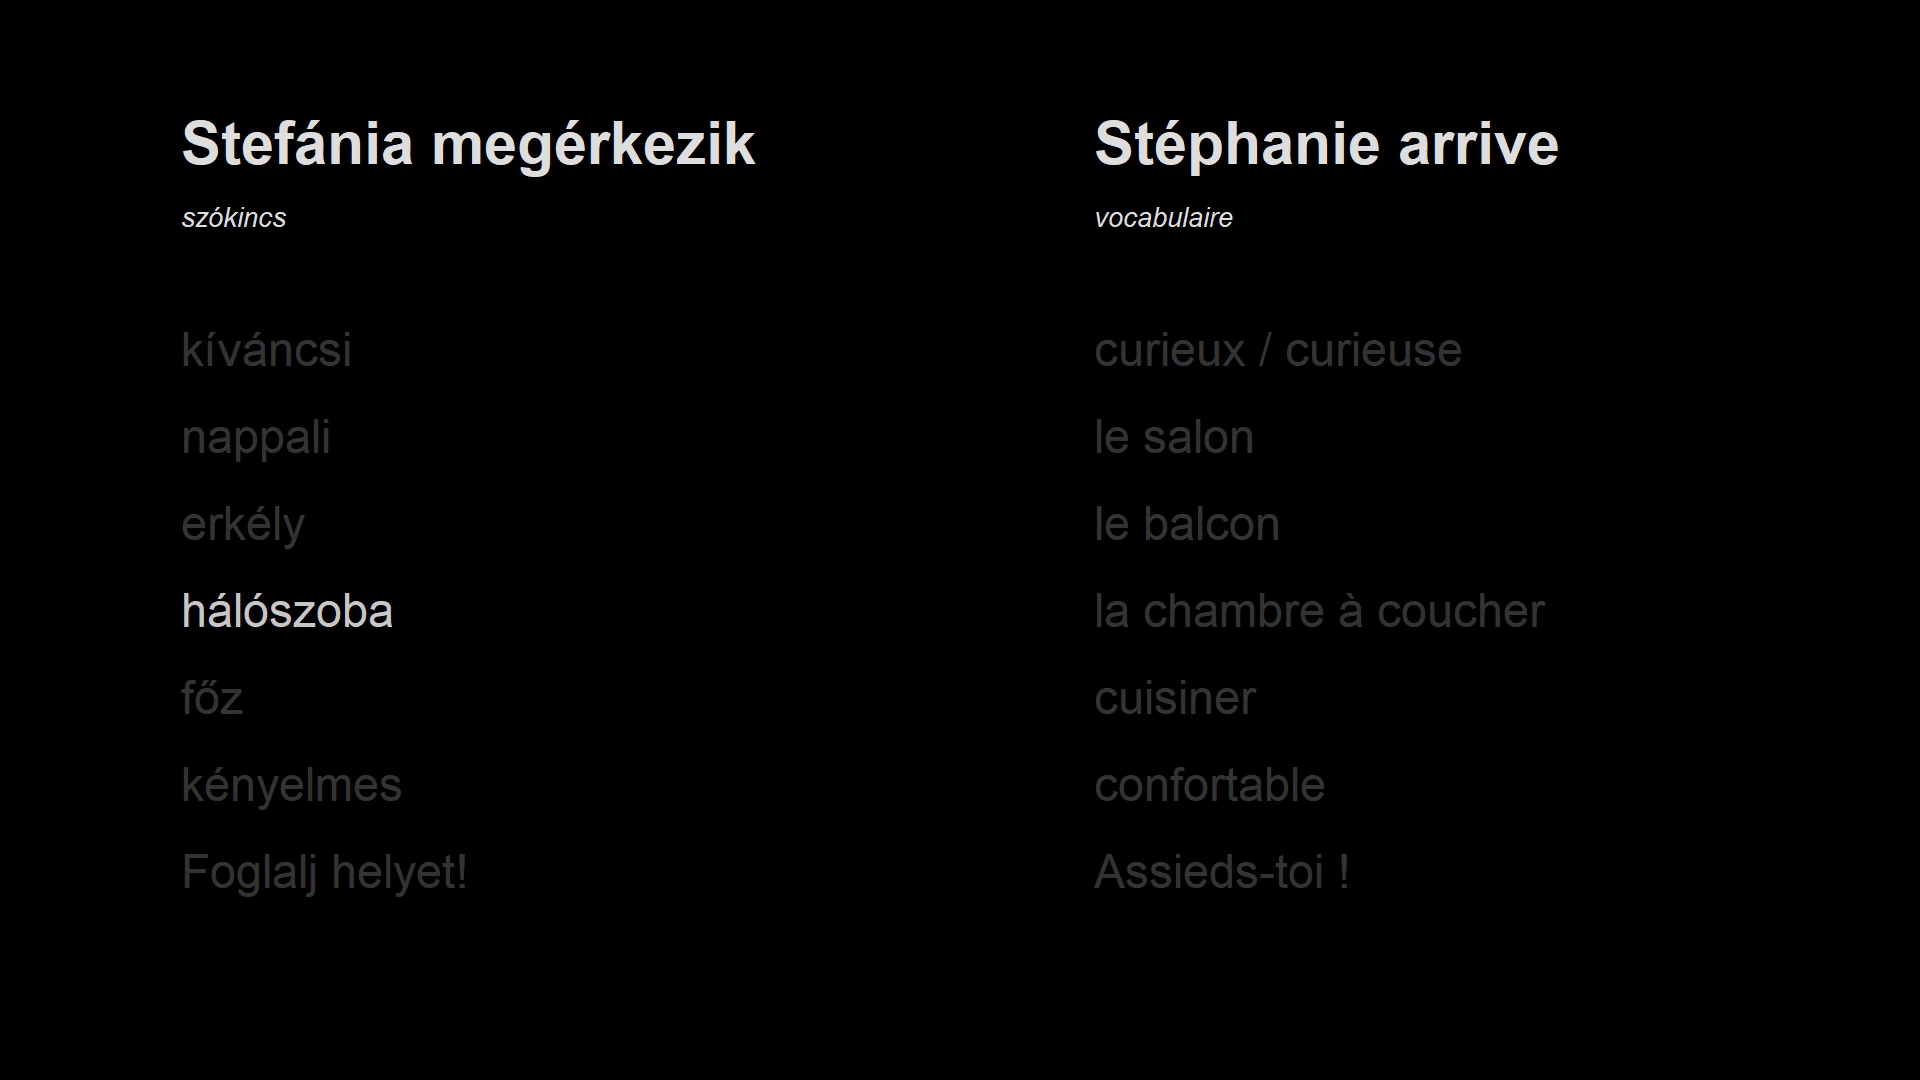 Stefánia megérkezik
szókincs
kíváncsi
nappali
erkély
hálószoba
főz
kényelmes
Foglalj helyet!
Stéphanie arrive
vocabulaire
curieux / curieuse
le salon
le balcon
la chambre à coucher
cuisiner
confortable
Assieds-toi !